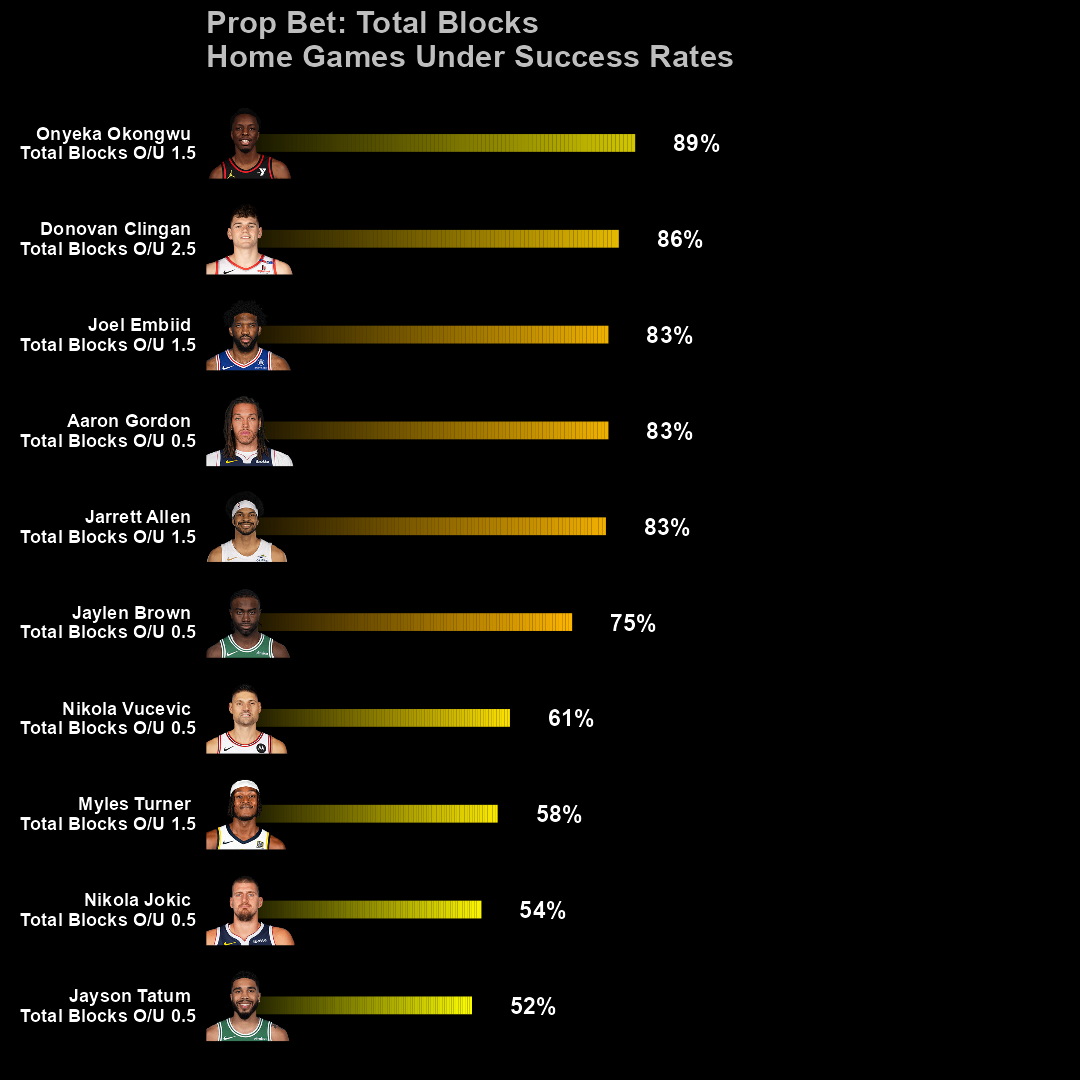 Prop Bet: Total Blocks
Home Games Under Success Rates
Onyeka Okongwu
Total Blocks O/U 1.5
89%
Donovan Clingan
Total Blocks O/U 2.5
86%
Joel Embiid
Total Blocks O/U 1.5
83%
Aaron Gordon
Total Blocks O/U 0.5
83%
Jarrett Allen
Total Blocks O/U 1.5
83%
Jaylen Brown
Total Blocks O/U 0.5
75%
Nikola Vucevic
Total Blocks O/U 0.5
61%
Myles Turner
Total Blocks O/U 1.5
58%
Nikola Jokic
Total Blocks O/U 0.5
54%
Jayson Tatum
Total Blocks O/U 0.5
52%